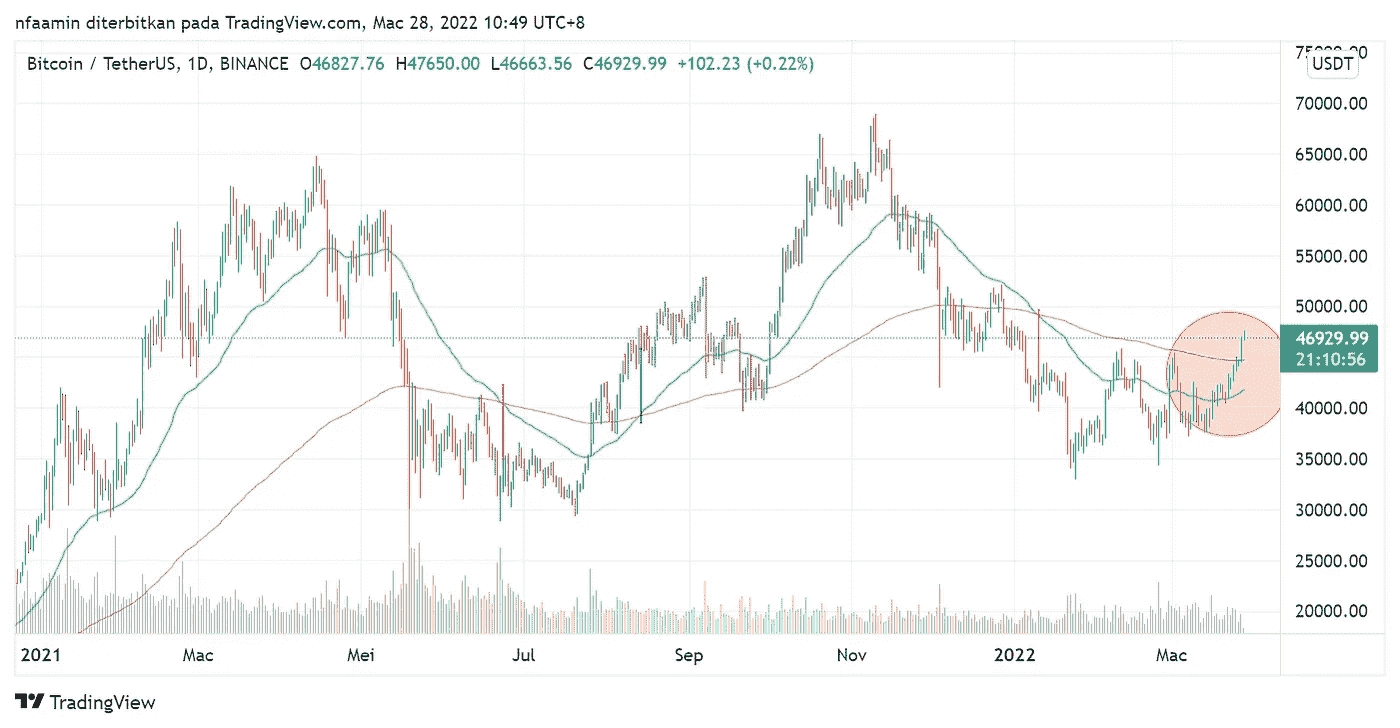 nfaamin diterbitkan pada TradingView.com, Mac 28, 2022 10:49 UTC+8
Bitcoin / TetherUS, 1D, BINANCE O46827.76 H47650.00 L46663.56 C46929.99 +102.23 (+0.22%)
75000.00
USDT
70000.00
65000.00
60000.00
55000.00
50000.00
46929.99
21:10:56
40000.00
35000.00
30000.00
25000.00
20000.00
2021 Mac Mei Jul Sep Nov 2022 Mac
TradingView